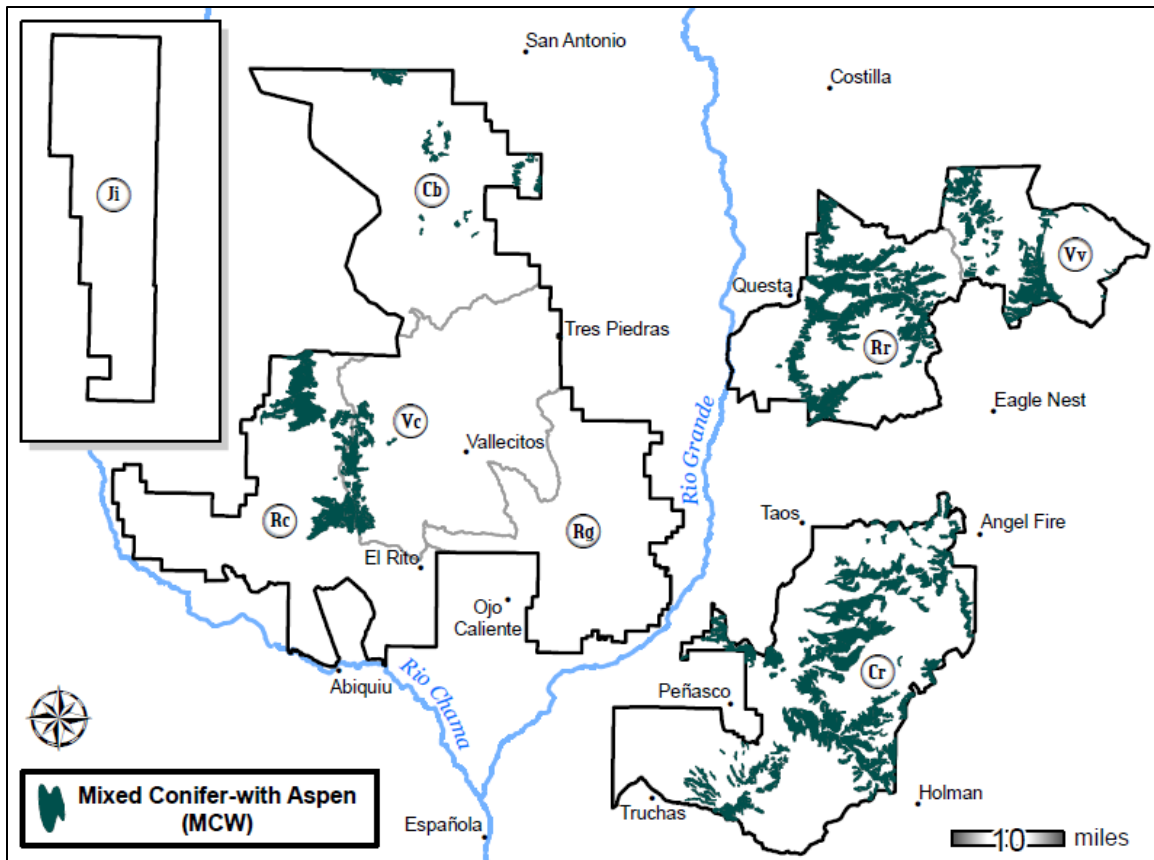 San Antonio
Costilla
Ji
Cb
Vv
Questa
Tres Piedras
Rr
Eagle Nest
Vc
Vallecitos
Rio Grande
Rc
Rg
Taos
Angel Fire
El Rito
Ojo
Caliente
Cr
Abiquiu
Rio Chama
Peñasco
Mixed Conifer-with Aspen
(MCW)
Truchas
Holman
Española
10
miles